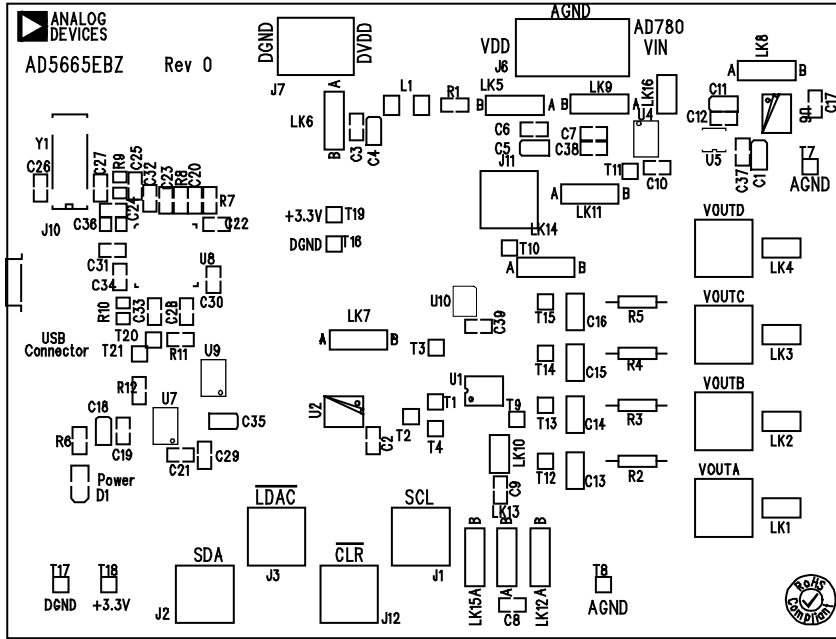 ANALOG
DEVICES
AD5665EBZ Rev 0
DGND
DVDD
J7
AGND
VDD
J6
AD780
VIN
LK8
A
B
LK6
A
B
L1
R1
C3
C4
LK5
B
A
LK9
B
A
LK16
U4
C6
C5
C7
C38
T11
C10
C11
C12
U5
U6
C17
C37
C1
T7
AGND
Y1
C26
C27
R9
C25
C32
C23
R8
C20
R7
C24
C36
J10
C22
C31
C34
U8
C30
R10
C33
C28
T20
T21
R11
USB
Connector
U9
R12
U7
C18
C19
R6
C35
C21
C29
Power
D1
+3.3V
T19
DGND
T16
J11
LK14
A
LK11
B
T10
A
B
VOUTD
LK4
VOUTC
LK3
VOUTB
LK2
VOUTA
LK1
U10
C39
LK7
A
B
T3
T15
C16
R5
T14
C15
R4
T13
C14
R3
T12
C13
R2
U1
T9
U2
C2
T1
T2
T4
LK10
C9
LK13
LDAC
J3
SCL
J1
SDA
J2
CLR
J12
B
B
B
A
A
A
LK15
C8
LK12
T17
DGND
T18
+3.3V
T8
AGND
RoHS
Compliant